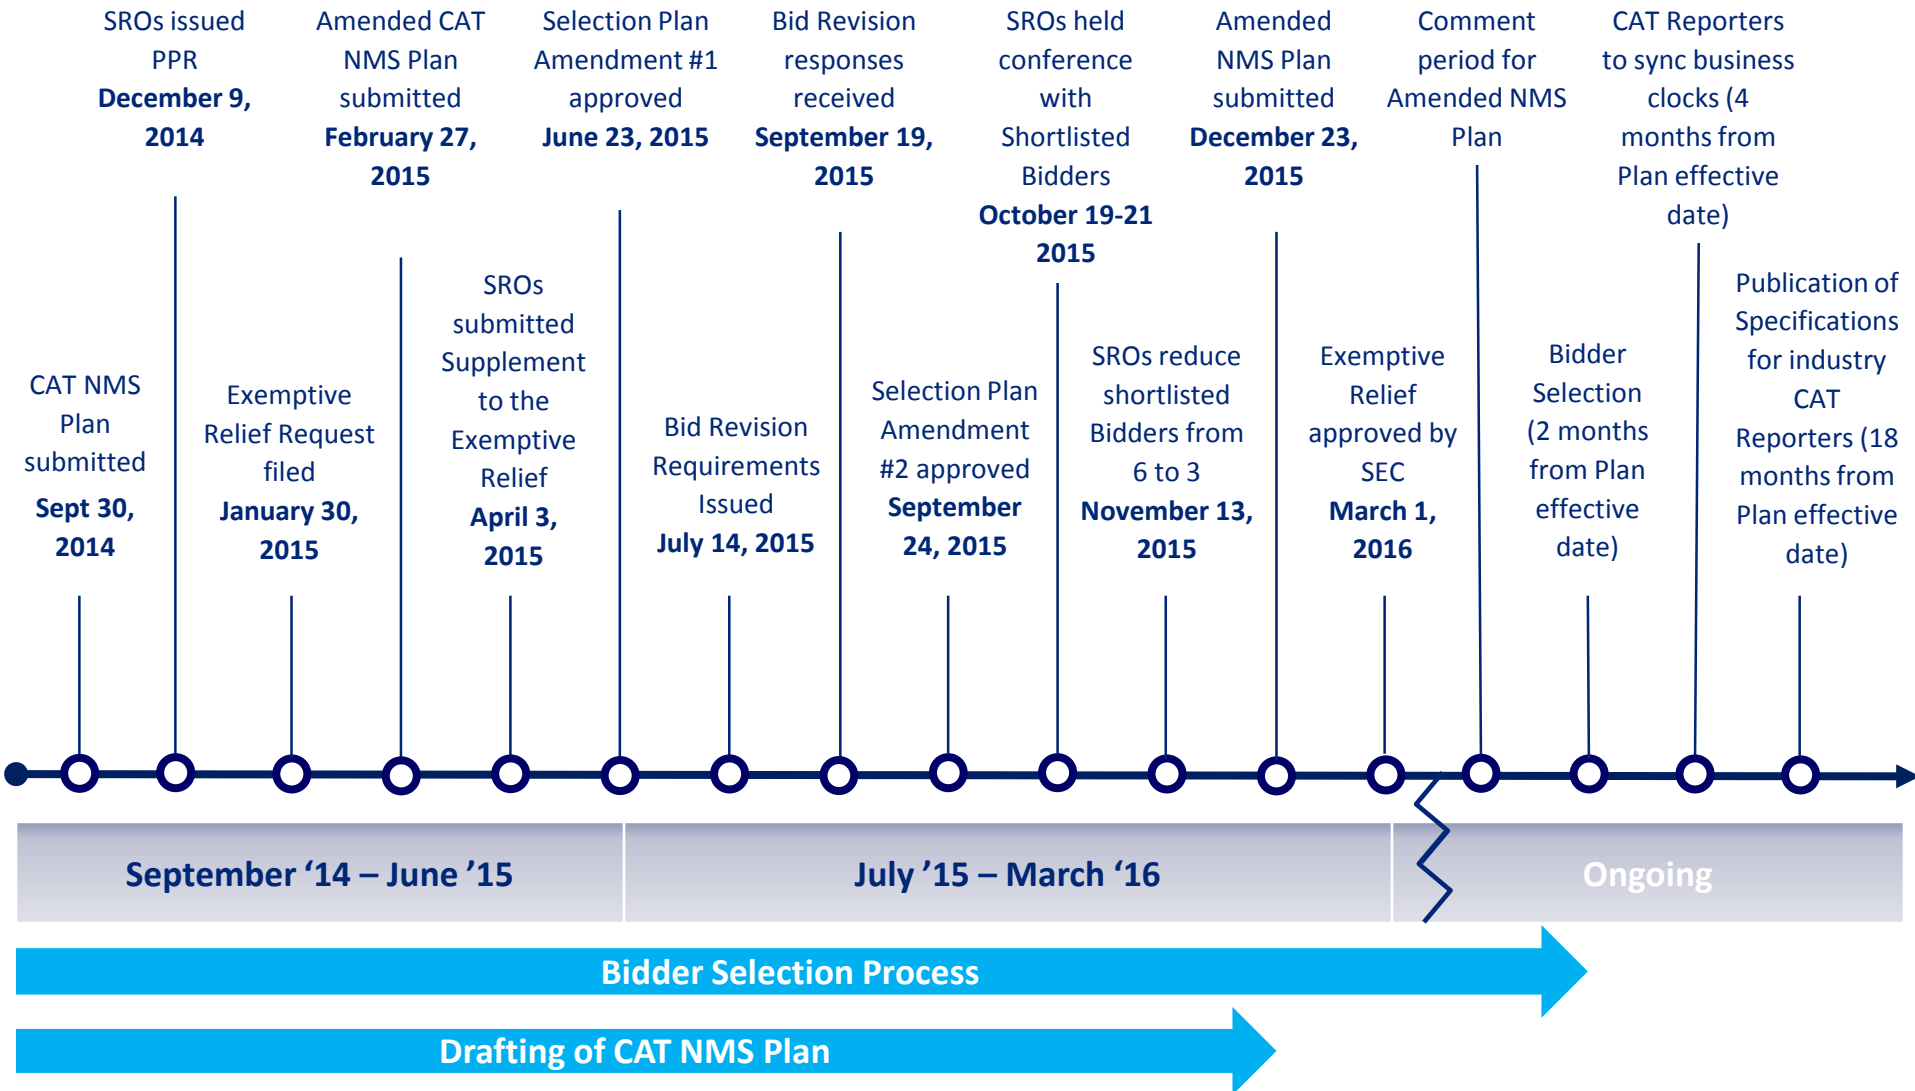 SROs issued
PPR
December 9,
2014
Amended CAT
NMS Plan
submitted
February 27,
2015
Selection Plan
Amendment #1
approved
June 23, 2015
Bid Revision
responses
received
September 19,
2015
SROs held
conference
with
Shortlisted
Bidders
October 19-21
2015
Amended
NMS Plan
submitted
December 23,
2015
Comment
period for
Amended NMS
Plan
CAT Reporters
to sync business
clocks (4
months from
Plan effective
date)
CAT NMS
Plan
submitted
Sept 30,
2014
Exemptive
Relief Request
filed
January 30,
2015
SROs
submitted
Supplement
to the
Exemptive
Relief
April 3,
2015
Bid Revision
Requirements
Issued
July 14, 2015
Selection Plan
Amendment
#2 approved
September
24, 2015
SROs reduce
shortlisted
Bidders from
6 to 3
November 13,
2015
Exemptive
Relief
approved by
SEC
March 1,
2016
Bidder
Selection
(2 months
from Plan
effective
date)
Publication of
Specifications
for industry
CAT
Reporters (18
months from
Plan effective
date)
September ‘14 – June ’15
July ’15 – March ‘16
Ongoing
Bidder Selection Process
Drafting of CAT NMS Plan